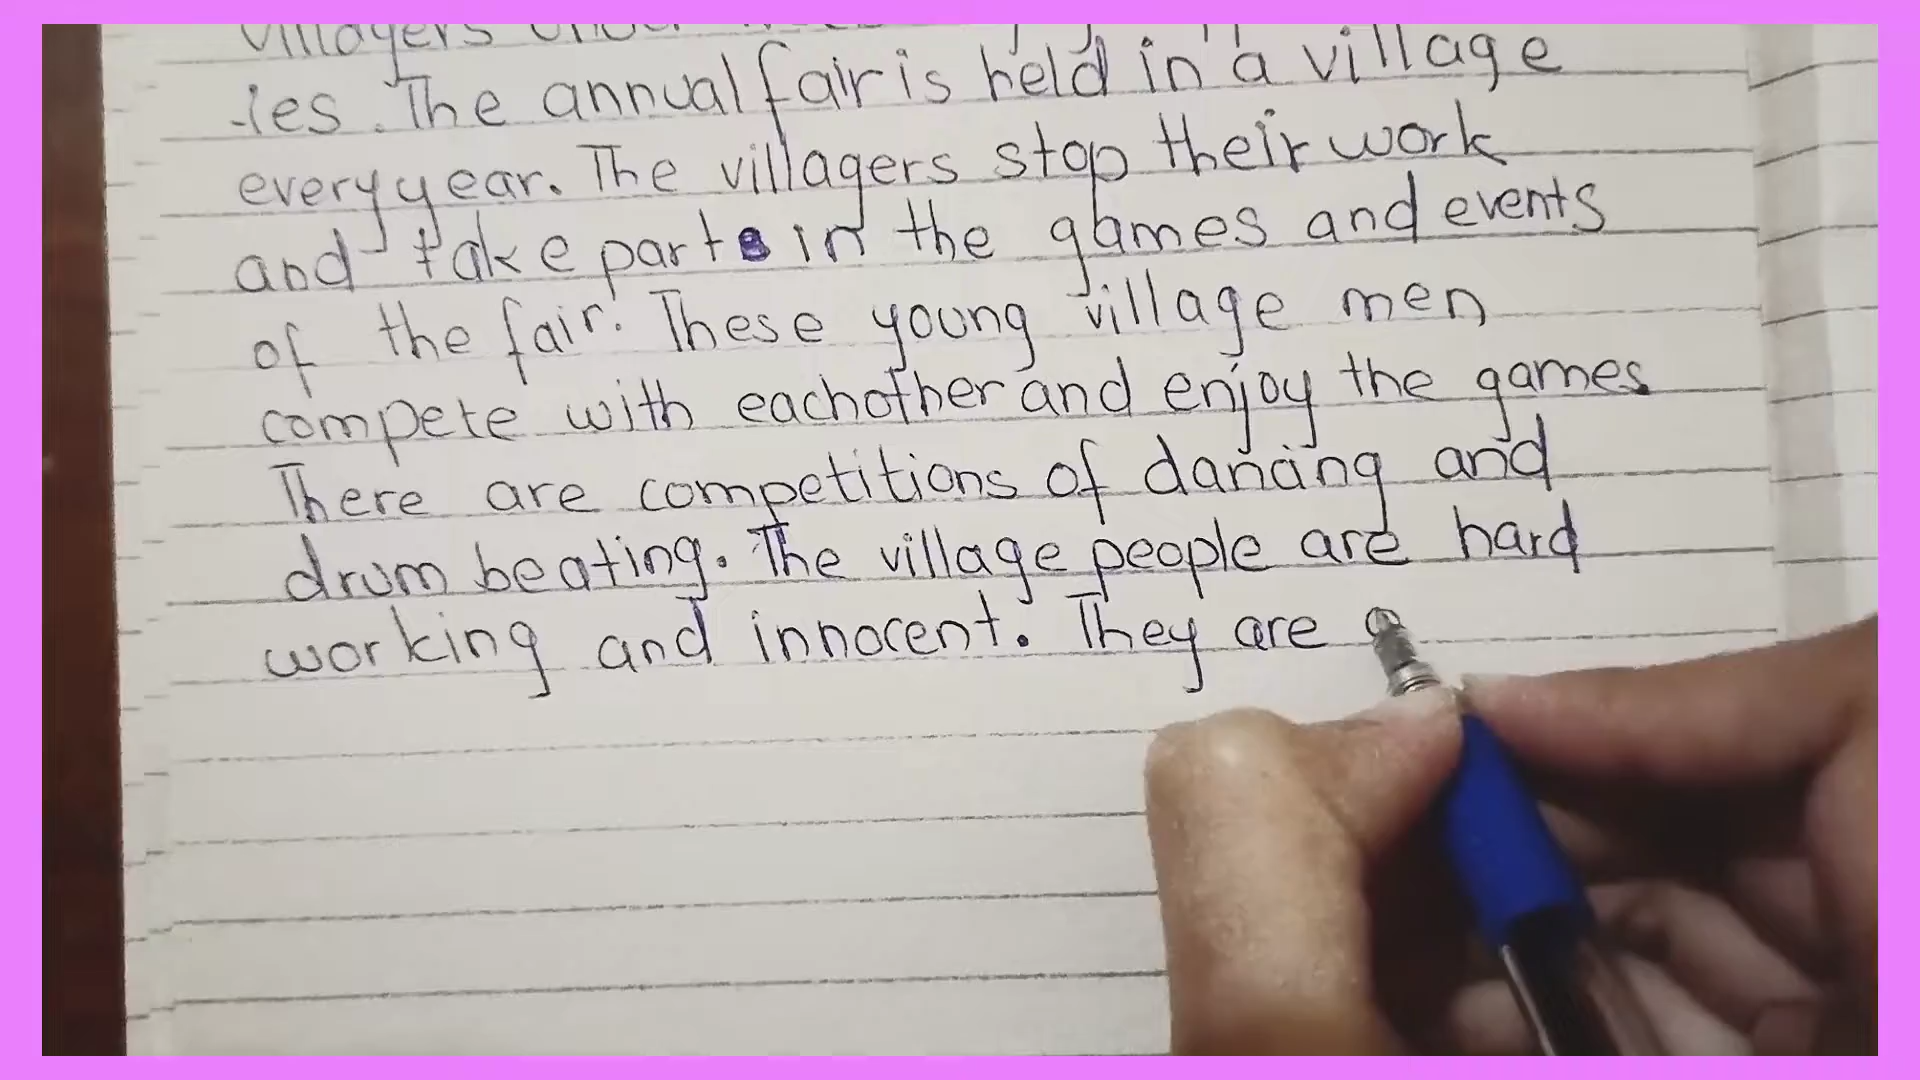 villagers
-ies. The annual fair is held in a village
every year. The villagers stop their work
and take part in the games and events
of the fair. These young village men
compete with eachother and enjoy the games
There are competitions of dancing and
drum beating. The village people are hard
working and innocent. They are